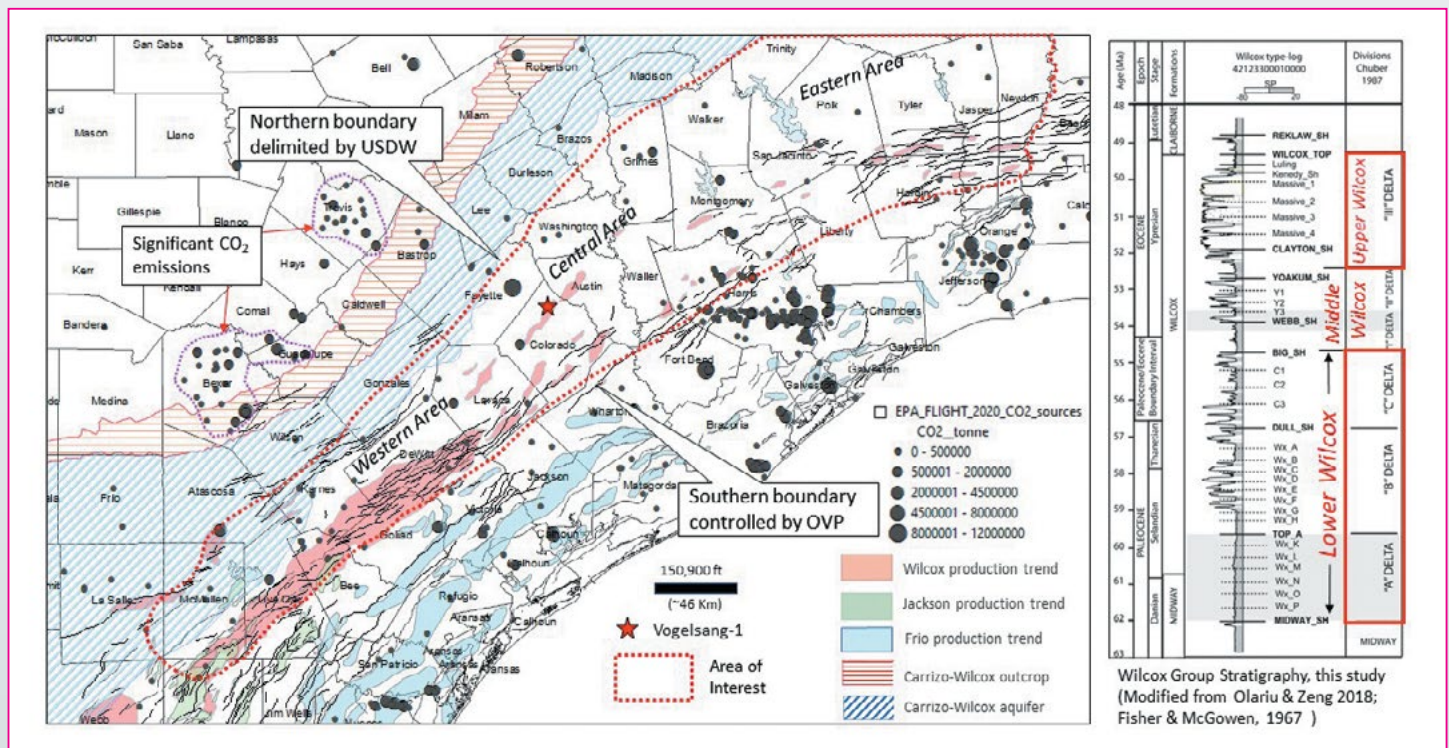 San Saba
Lampasas
Bell
Robertson
Madison
Trinity
Eastern Area
Polk
Tyler
Jasper
Newton
Mason
Llano
Milam
Brazos
Walker
San Jacinto
Northern boundary
delimited by USDW
Burleson
Grimes
Hardin
Gillespie
Blanco
Travis
Lee
Washington
Montgomery
Liberty
Orange
Significant CO2
emissions
Hays
Bastrop
Central Area
Austin
Waller
Harris
Jefferson
Kerr
Kendall
Comal
Caldwell
Fayette
Chambers
Bandera
Guadalupe
Colorado
Fort Bend
Galveston
Galveston
Galveston
Medina
Bexar
Gonzales
Lavaca
Wharton
Brazoria
Wilson
Western Area
DeWitt
Jackson
Matagorda
Frio
Atascosa
Karnes
Victoria
Goliad
Calhoun
Calhoun
La Salle
McMullen
Live Oak
Bee
Refugio
Calhoun
Aransas
Aransas
Aransas
San Patricio
Webb
Jim Wells
Southern boundary
controlled by OVP
EPA_FLIGHT_2020_CO2_sources
CO2__tonne
0 - 500000
500001 - 2000000
2000001 - 4500000
4500001 - 8000000
8000001 - 12000000
150,900 ft
(~46 Km)
Vogelsang-1
Area of
Interest
Wilcox production trend
Jackson production trend
Frio production trend
Carrizo-Wilcox outcrop
Carrizo-Wilcox aquifer
Age (Ma)
Epoch
Stage
Formations
Wilcox type-log
42123300010000
SP
-80 20
Divisions
Chuber
1987
48
49
50
51
52
53
54
55
56
57
58
59
60
61
62
63
EOCENE
Paleocene/Eocene
Boundary Interval
PALEOCENE
Lutetian
Ypresian
Thanesian
Selandian
Danian
CLAIBORNE
WILCOX
MIDWAY
REKLAW_SH
WILCOX_TOP
Luling
Kenedy_Sh
Massive_1
Massive_2
Massive_3
Massive_4
CLAYTON_SH
YOAKUM_SH
Y1
Y2
Y3
WEBB_SH
BIG_SH
C1
C2
C3
DULL_SH
Wx_A
Wx_B
Wx_C
Wx_D
Wx_E
Wx_F
Wx_G
Wx_H
TOP_A
Wx_K
Wx_L
Wx_M
Wx_N
Wx_O
Wx_P
MIDWAY_SH
Upper Wilcox
Middle
Wilcox
Lower Wilcox
DELTA
"C" DELTA
"B" DELTA
"A" DELTA
MIDWAY
Wilcox Group Stratigraphy, this study
(Modified from Olariu & Zeng 2018;
Fisher & McGowen, 1967 )